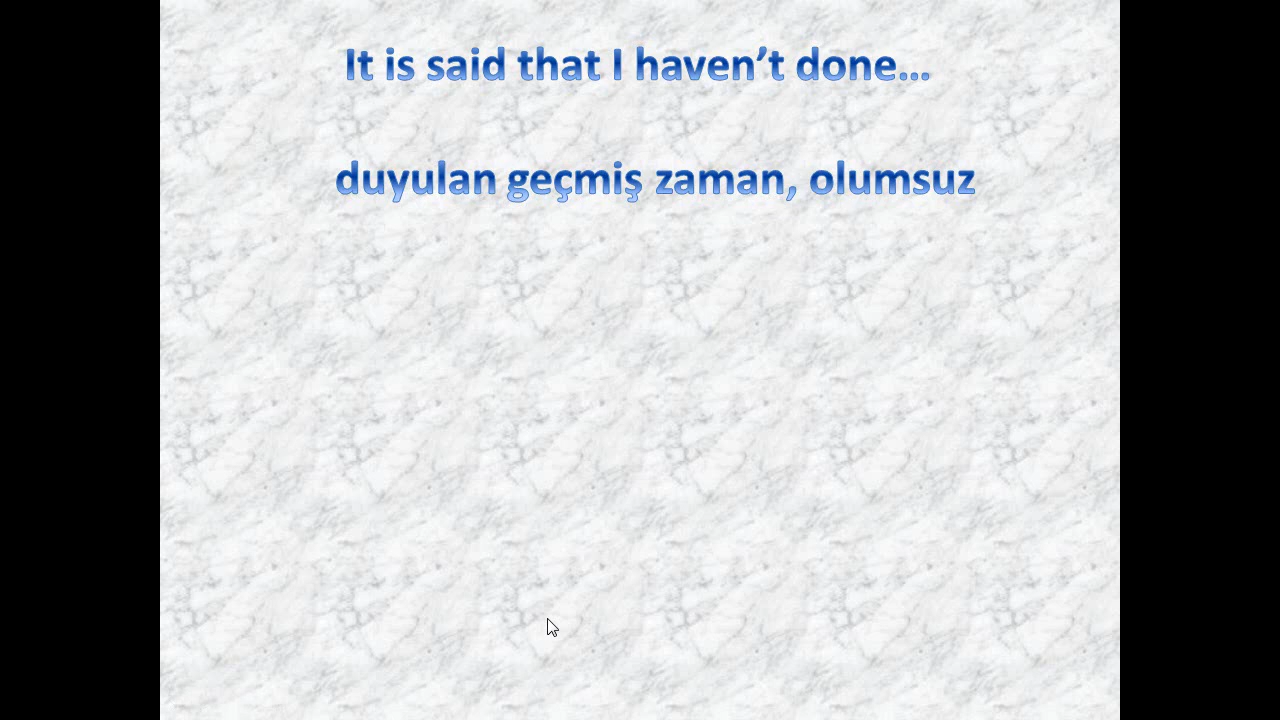 It is said that I haven’t done…
duyulan geçmiş zaman, olumsuz